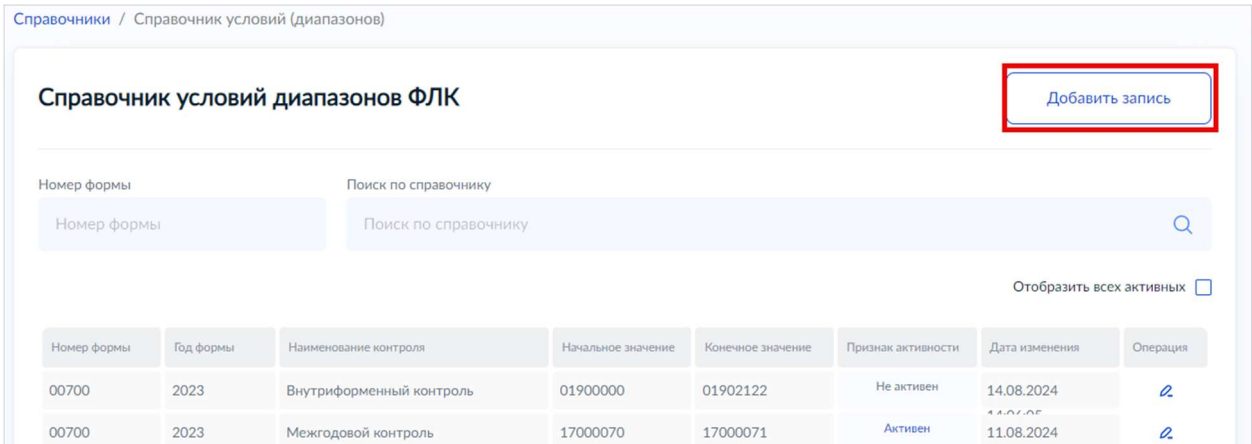 Справочники / Справочник условий (диапазонов)
Справочник условий диапазонов ФЛК
Добавить запись
Номер формы Поиск по справочнику
Номер формы Поиск по справочнику
Отобразить всех активных
Номер формы Год формы Наименование контроля Начальное значение Конечное значение Признак активности Дата изменения Операция
00700 2023 Внутриформенный контроль 01900000 01902122 Не активен 14.08.2024
00700 2023 Межгодовой контроль 17000070 17000071 Активен 11.08.2024